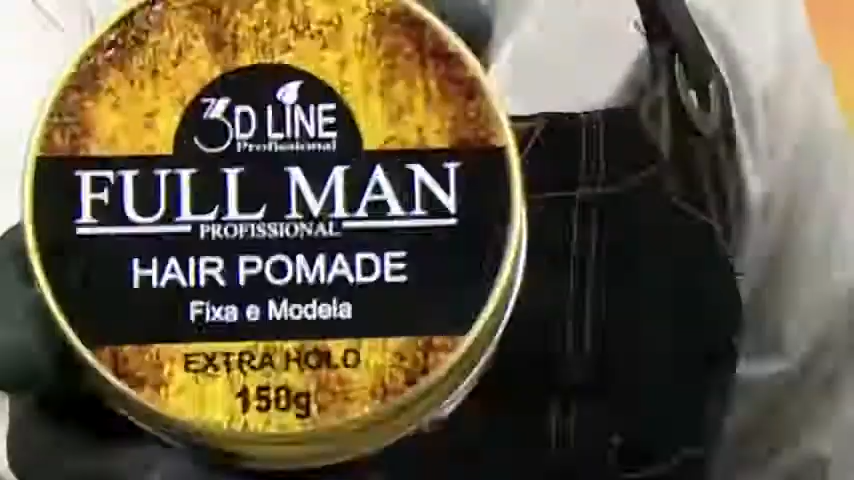 3D LiNE
Profissional
FULL MAN
PROFISSIONAL
HAIR POMADE
Fixa e Modela
EXTRA HOLD
150g